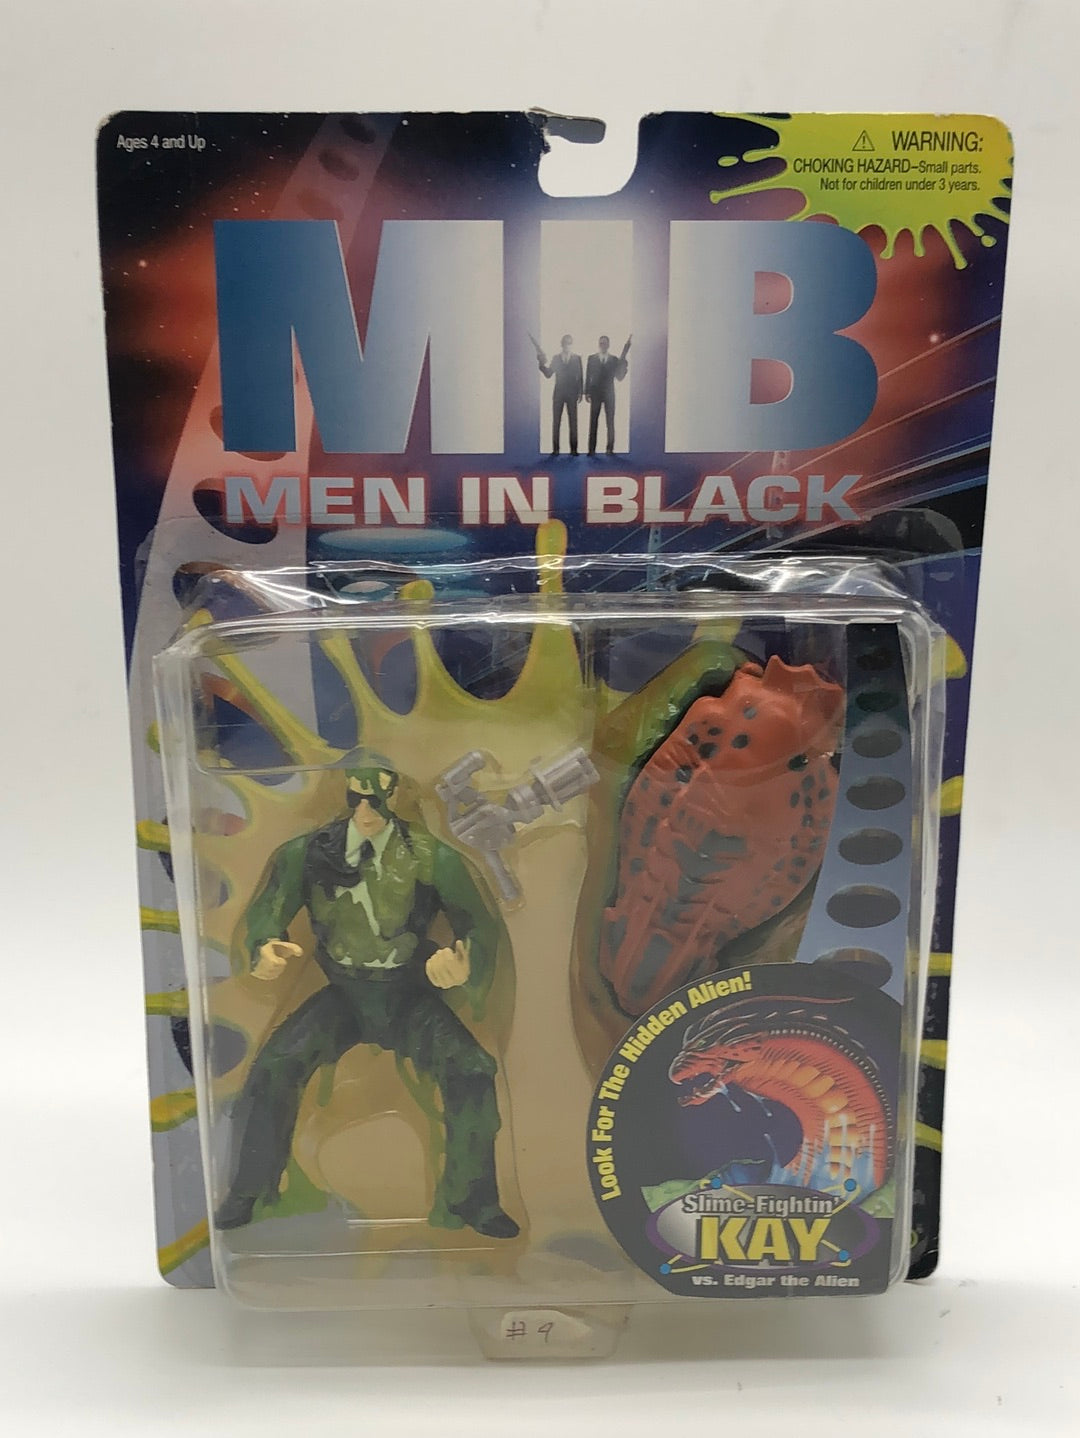 Ages 4 and Up
⚠ WARNING:
CHOKING HAZARD–Small parts.
Not for children under 3 years.
MIB
MEN IN BLACK
Look For The Hidden Alien!
Slime-Fightin'
KAY
vs. Edgar the Alien
# 9